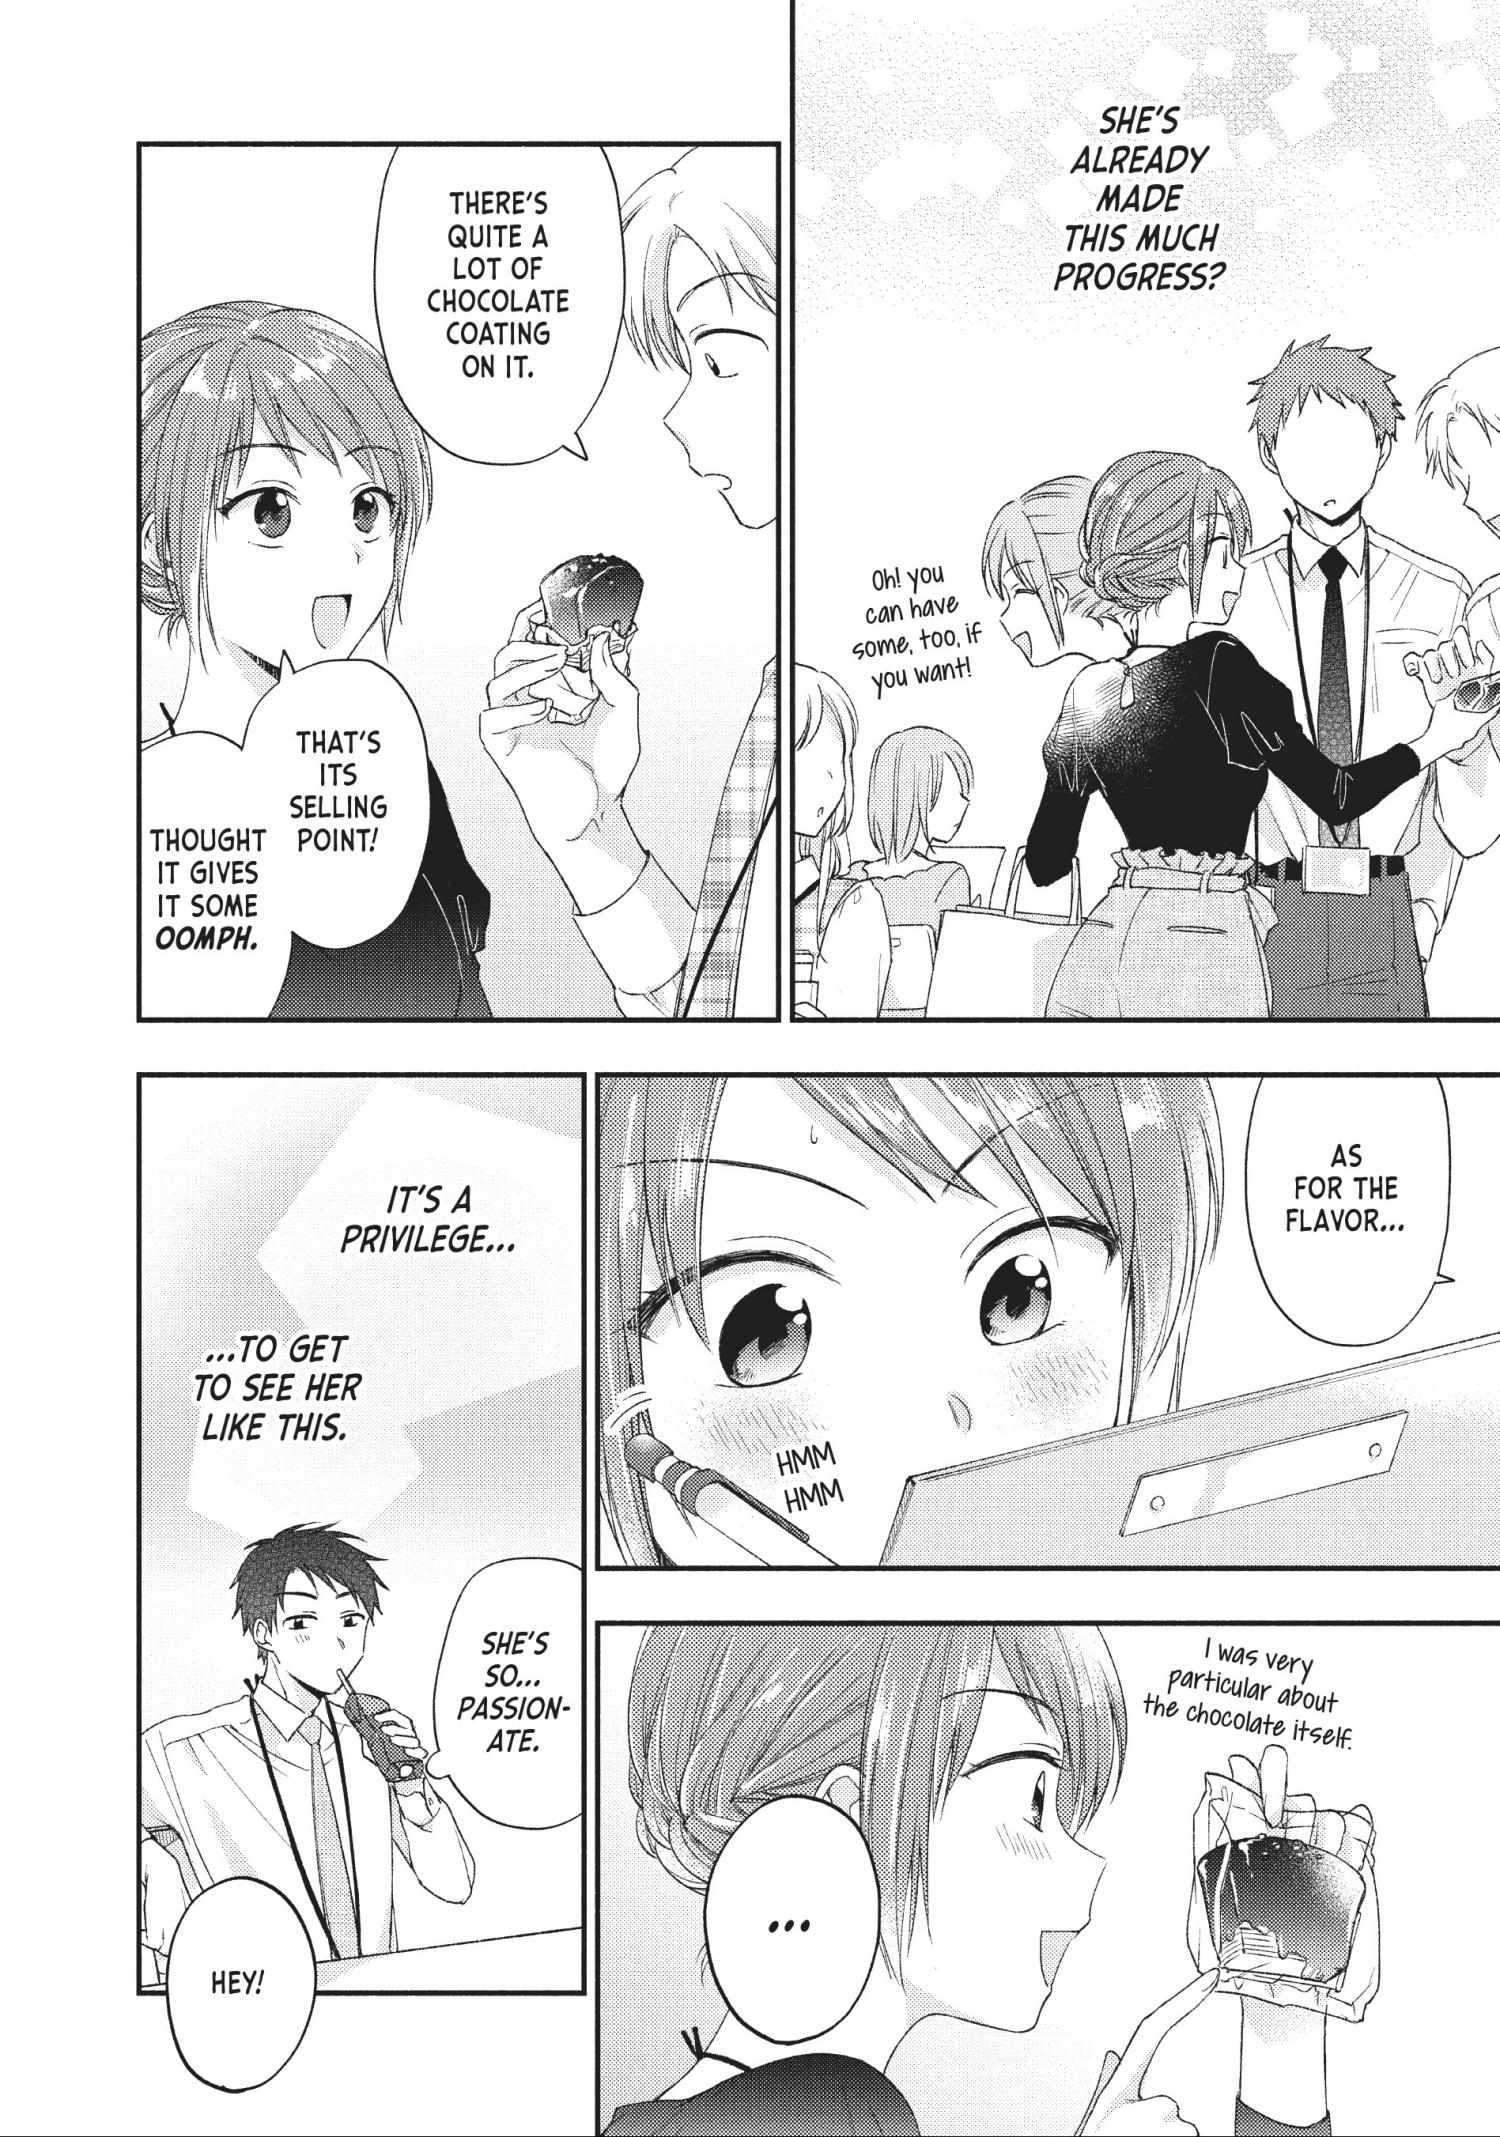 SHE'S
ALREADY
MADE
THIS MUCH
PROGRESS?
Oh! you
can have
some, too, if
you want!
THERE'S
QUITE A
LOT OF
CHOCOLATE
COATING
ON IT.
THAT'S
ITS
SELLING
POINT!
THOUGHT
IT GIVES
IT SOME
OOMPH.
AS
FOR THE
FLAVOR...
HMM
HMM
I was very
particular about
the chocolate itself.
...
IT'S A
PRIVILEGE...
...TO GET
TO SEE HER
LIKE THIS.
SHE'S
SO...
PASSION-
ATE.
HEY!